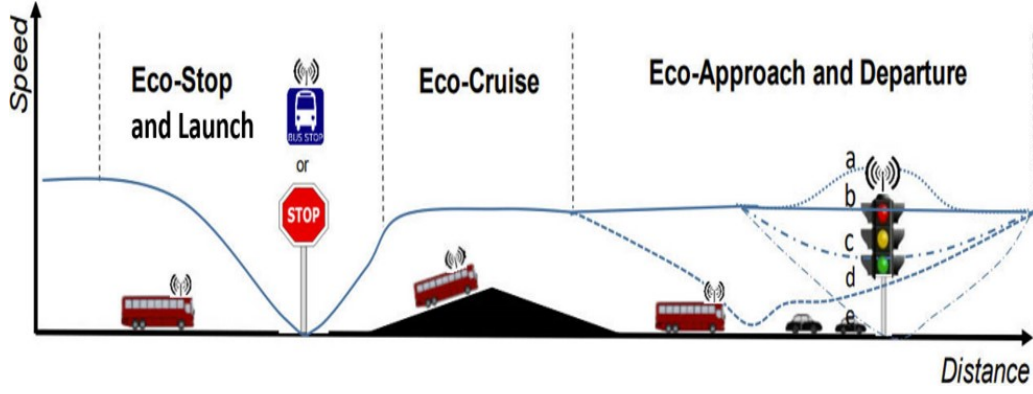 Speed
Eco-Stop
and Launch
BUS STOP
or
STOP
Eco-Cruise
Eco-Approach and Departure
a
b
c
d
e
Distance